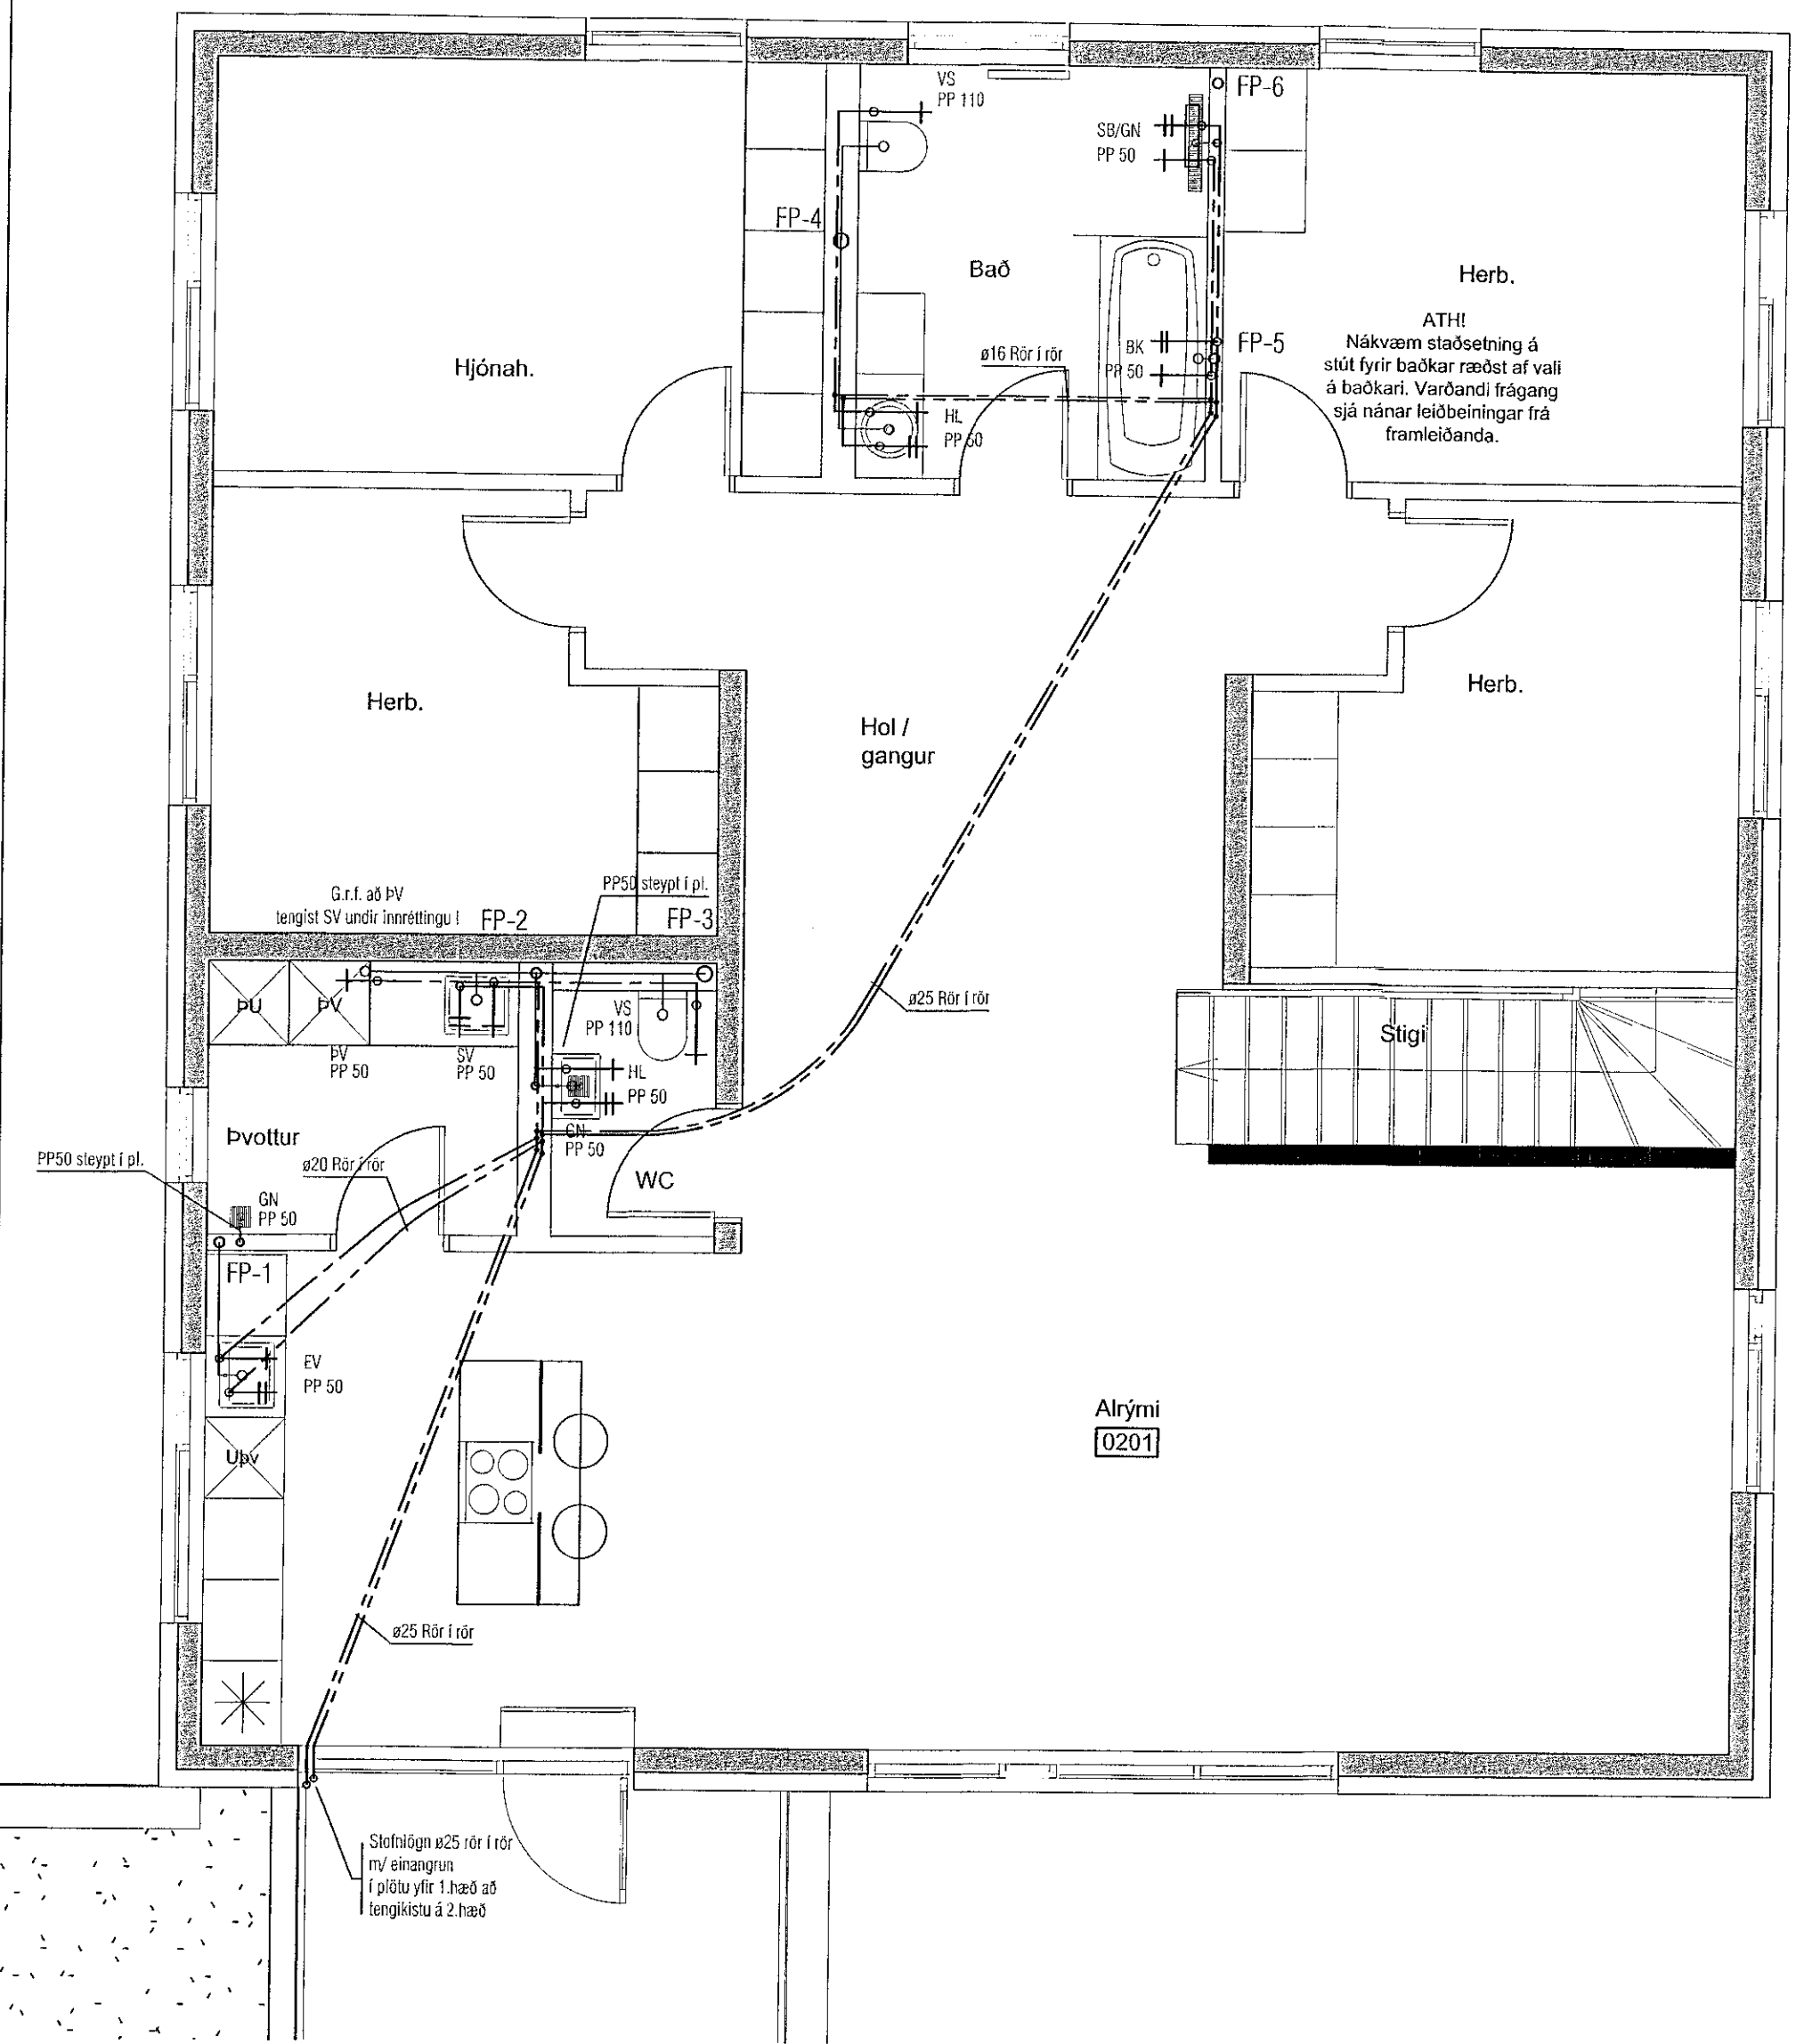 VS
PP 110
FP-6
SB/GN
PP 50
FP-4
Bað
Herb.
ATH!
Nákvæm staðsetning á
stút fyrir baðkar ræðst af vali
á baðkari. Varðandi frágang
sjá nánar leiðbeiningar frá
framleiðanda.
Hjónah.
ø16 Rör í rör
BK
PP 50
FP-5
HL
PP 50
Herb.
Hol /
gangur
Herb.
G.r.f. að ÞV
tengist SV undir innréttingu !
FP-2
PP50 steypt í pl.
FP-3
ø25 Rör í rör
ÞU
ÞV
VS
PP 110
ÞV
PP 50
SV
PP 50
HL
PP 50
Stigi
Þvottur
GN
PP 50
PP50 steypt í pl.
ø20 Rör í rör
WC
GN
PP 50
FP-1
EV
PP 50
Uþv
Alrými
0201
ø25 Rör í rör
Stofnlögn ø25 rör í rör
m/ einangrun
í plötu yfir 1.hæð að
tengikistu á 2.hæð